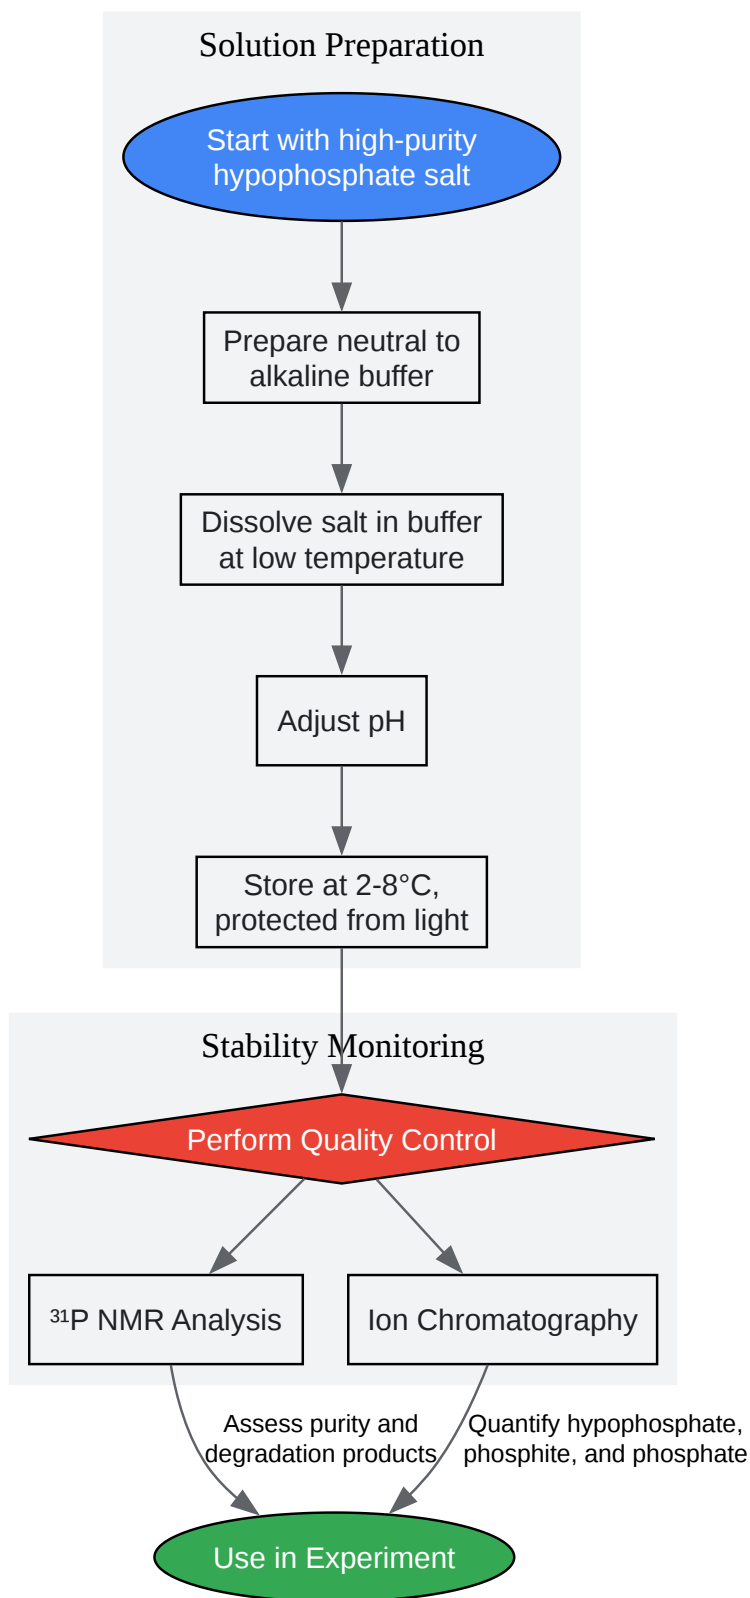 Solution Preparation
Start with high-purity
hypophosphate salt
Prepare neutral to
alkaline buffer
Dissolve salt in buffer
at low temperature
Adjust pH
Store at 2-8°C,
protected from light
Stability Monitoring
Perform Quality Control
³¹P NMR Analysis
Ion Chromatography
Assess purity and
degradation products
Quantify hypophosphate,
phosphite, and phosphate
Use in Experiment